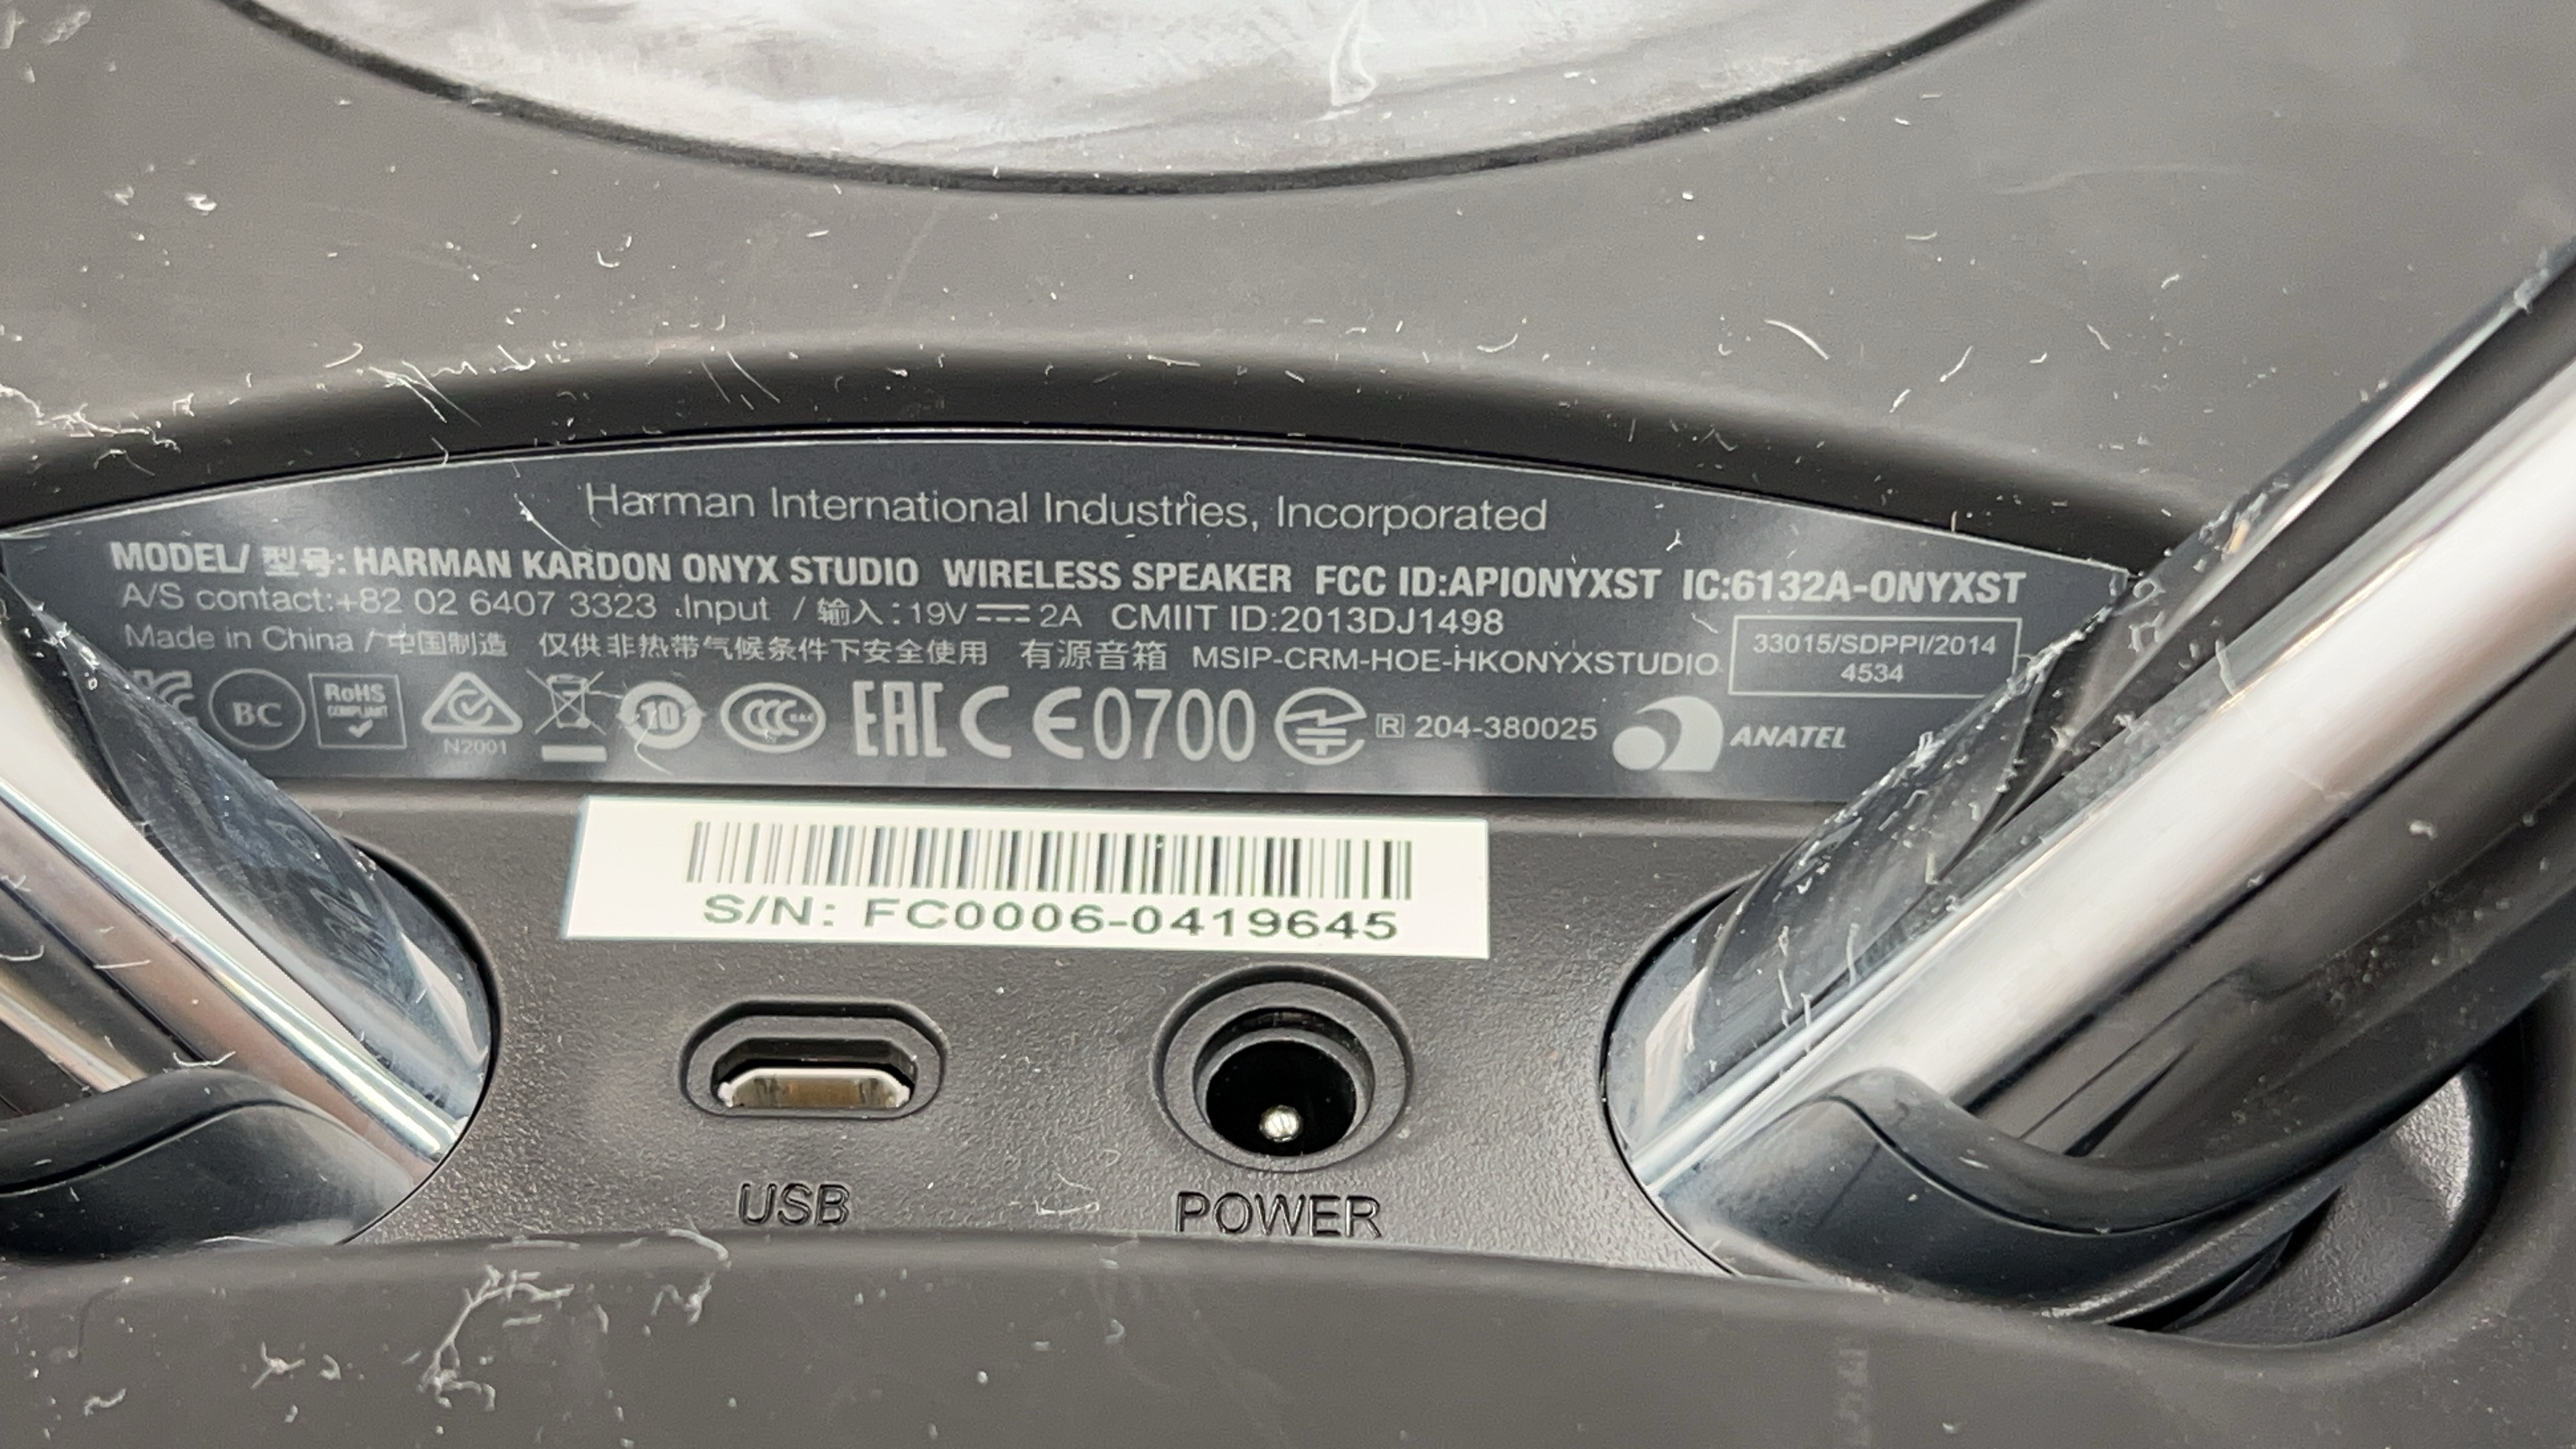 Harman International Industries, Incorporated
MODEL/ 型号: HARMAN KARDON ONYX STUDIO WIRELESS SPEAKER FCC ID:APIONYXST IC:6132A-ONYXST
A/S contact:+82 02 6407 3323 .Input / 输入: 19V 2A CMIIT ID:2013DJ1498
Made in China / 中国制造 仅供非热带气候条件下安全使用 有源音箱 MSIP-CRM-HOE-HKONYXSTUDIO
33015/SDPPI/2014
4534
BC
RoHS
COMPLIANT
N2001
10
CCC
EAC CE0700
R 204-380025
ANATEL
S/N: FC0006-0419645
USB
POWER